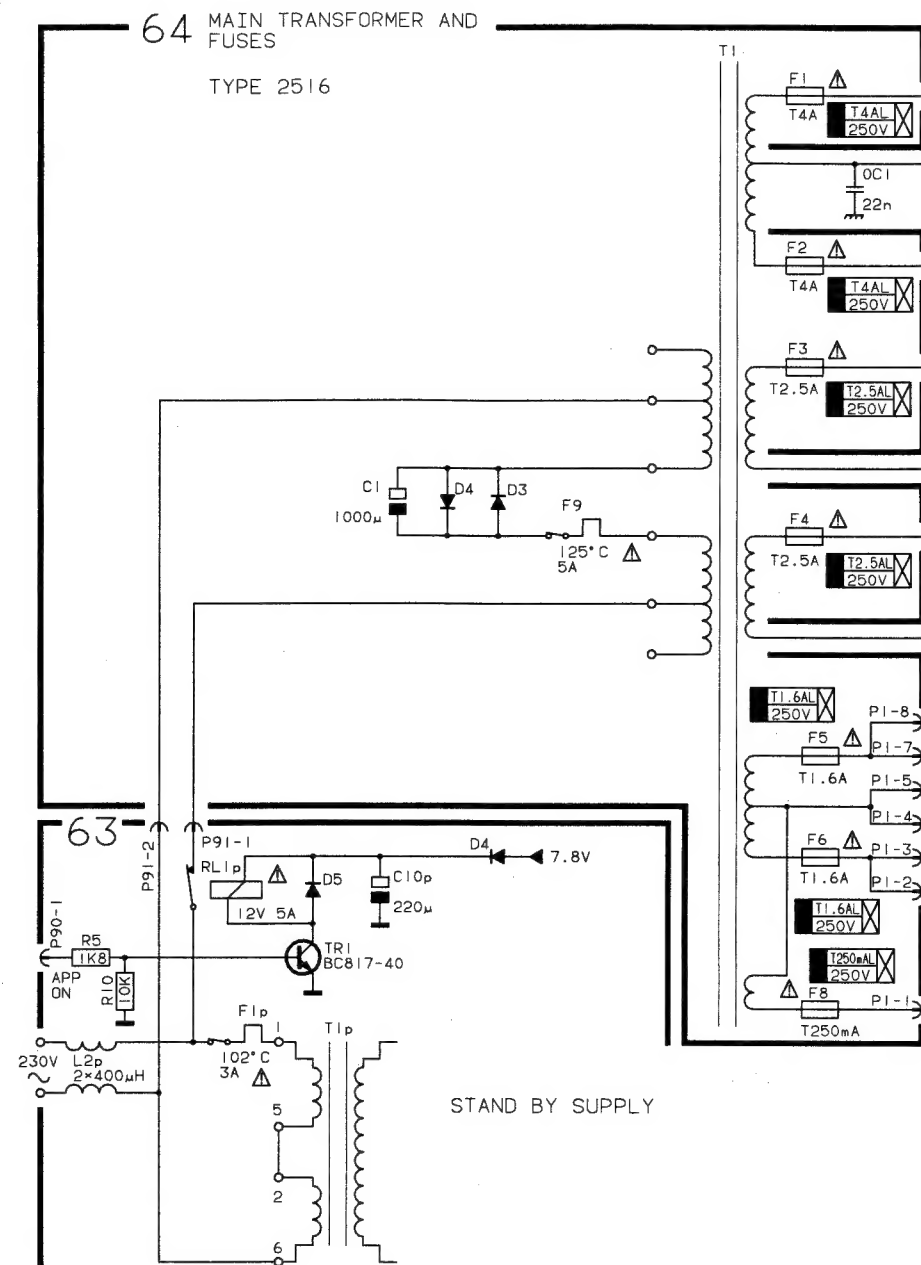 64 MAIN TRANSFORMER AND
FUSES
TYPE 2516
T1
F1
T4A
T4AL
250V
0C1
22n
F2
T4A
T4AL
250V
F3
T2.5A
T2.5AL
250V
C1
1000µ
D4
D3
F9
125°C
5A
F4
T2.5A
T2.5AL
250V
T1.6AL
250V
F5
T1.6A
P1-8
P1-7
P1-5
P1-4
P1-3
P1-2
F6
T1.6A
T1.6AL
250V
T250mAL
250V
F8
T250mA
P1-1
63
P91-2
P91-1
RL1p
12V 5A
D5
C10p
220µ
D4
7.8V
P90-1
R5
1K8
APP
ON
R10
10K
TR1
BC817-40
230V
~
L2p
2×400µH
F1p
102°C
3A
T1p
1
5
2
6
STAND BY SUPPLY